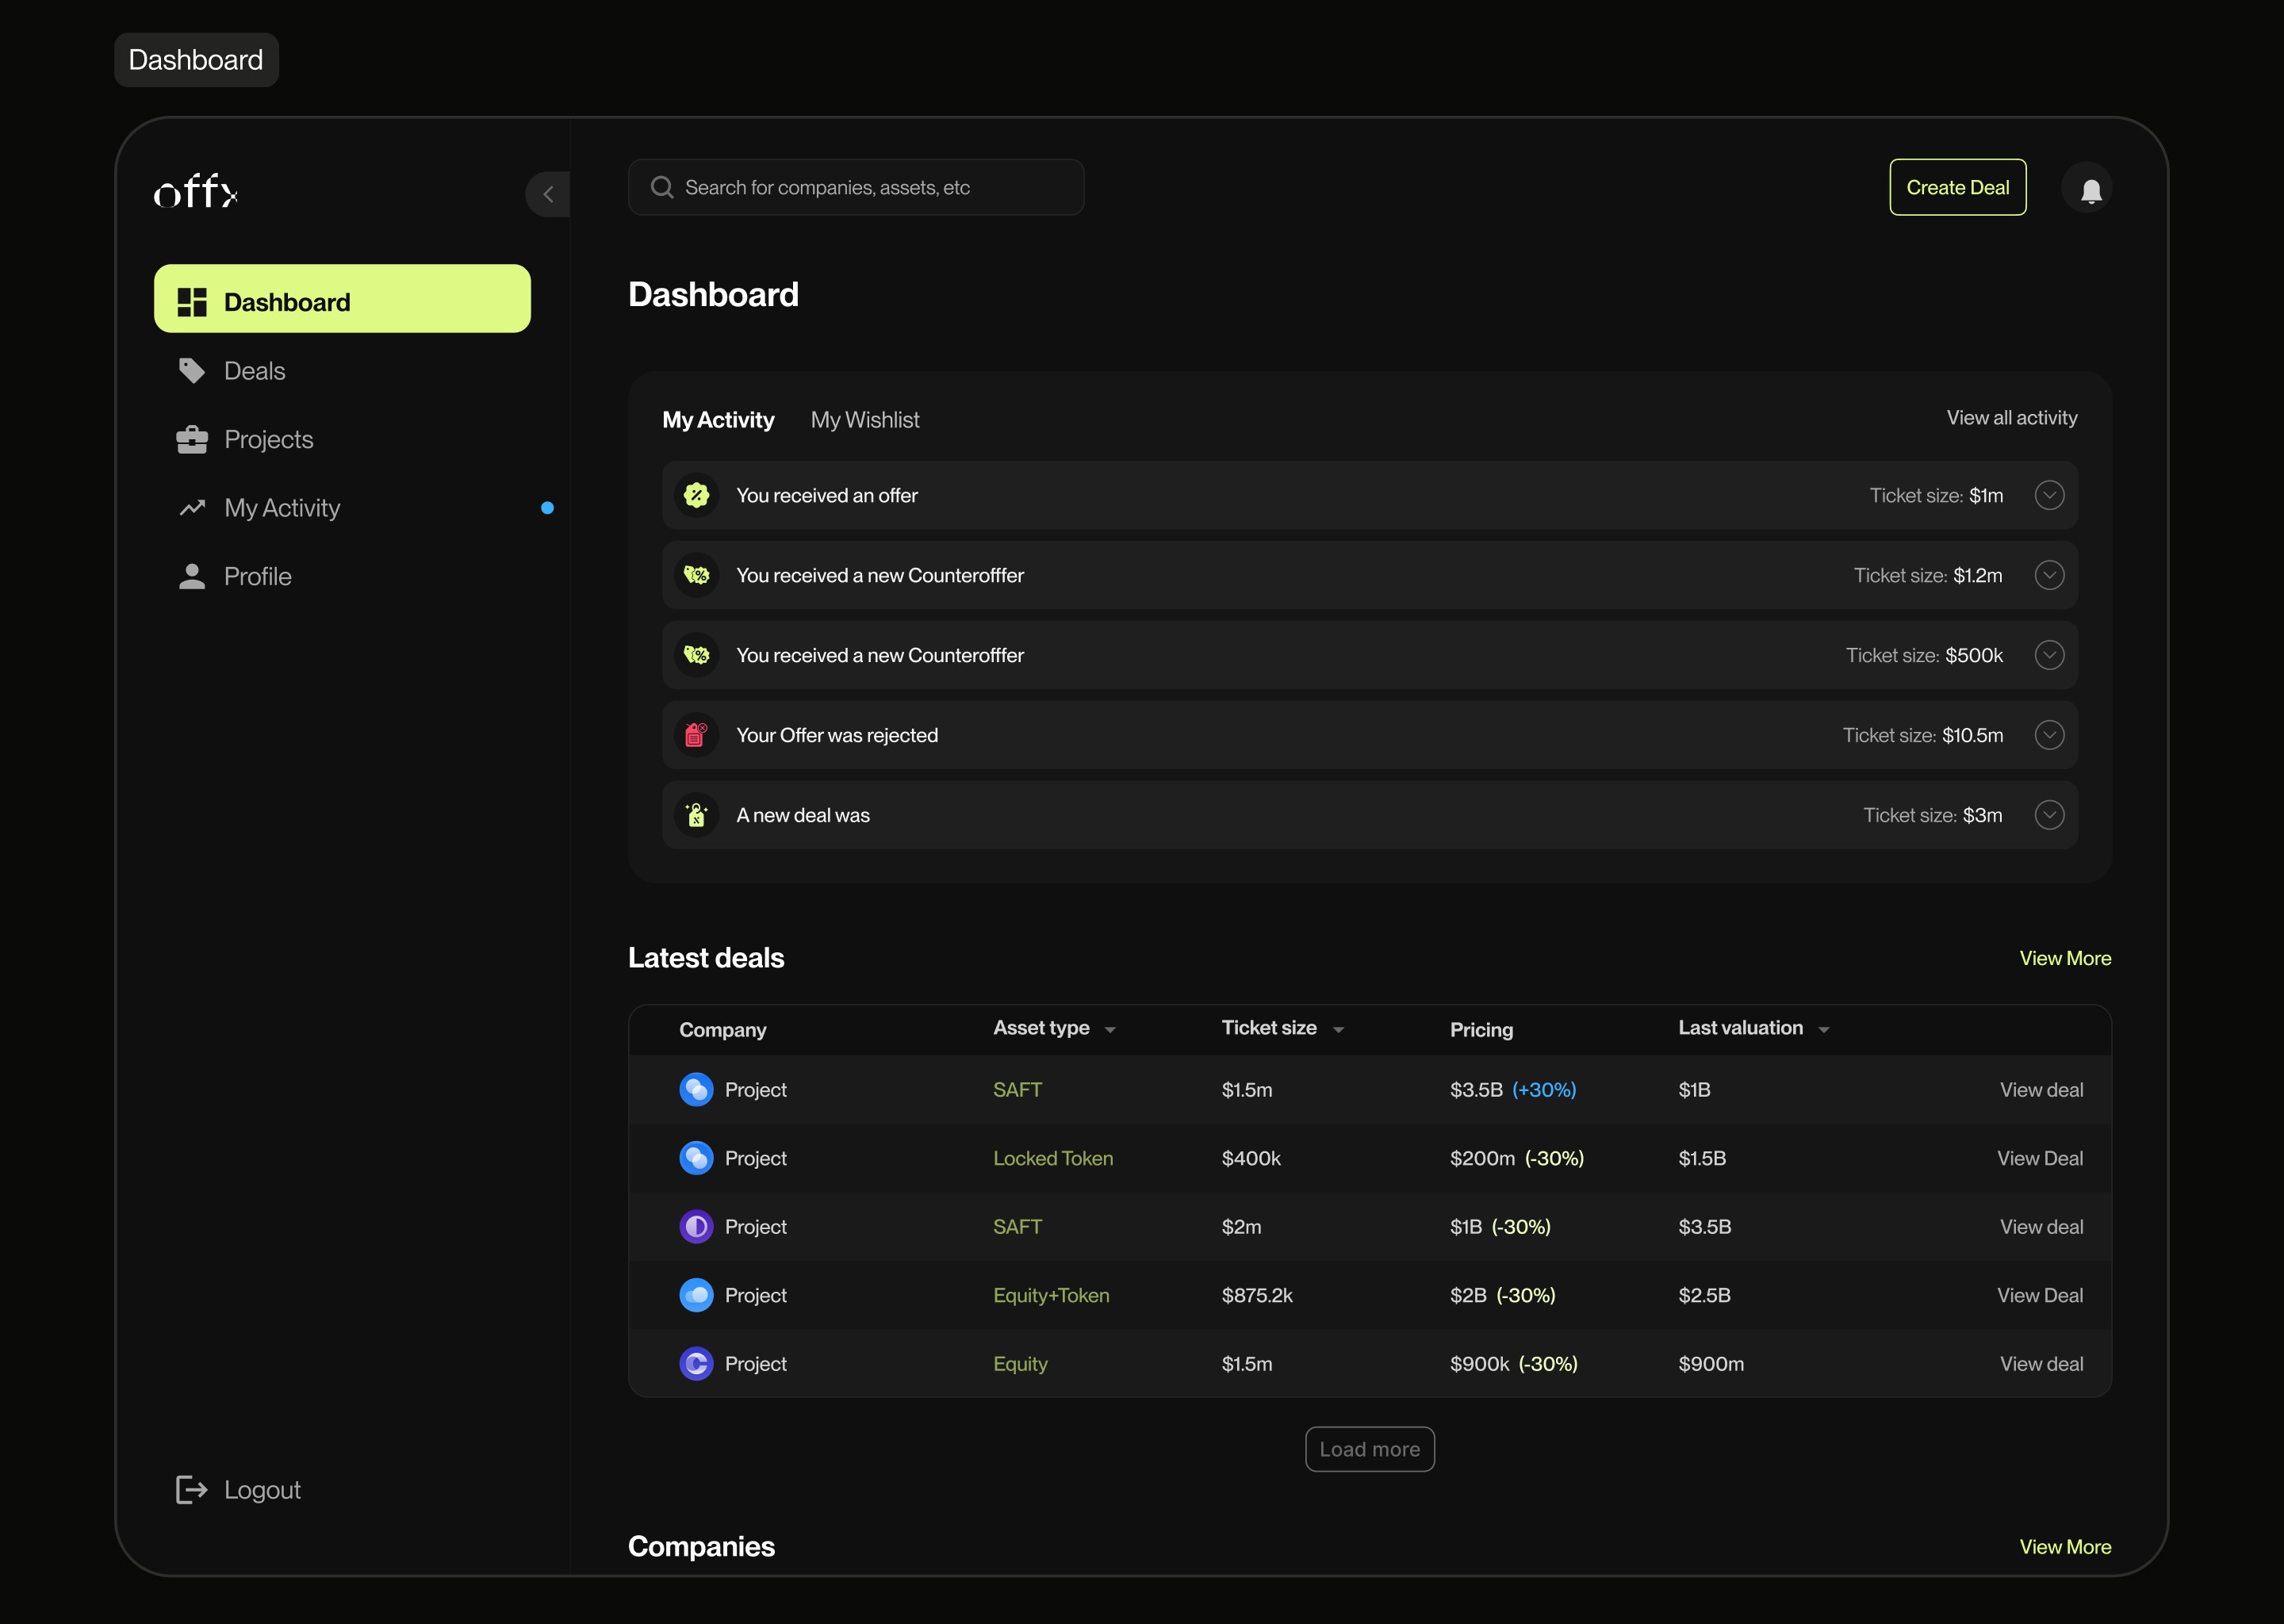 Dashboard
offx
Search for companies, assets, etc
Create Deal
Dashboard
Deals
Projects
My Activity
Profile
Logout
Dashboard
My Activity My Wishlist View all activity
You received an offer Ticket size: $1m
You received a new Counterofffer Ticket size: $1.2m
You received a new Counterofffer Ticket size: $500k
Your Offer was rejected Ticket size: $10.5m
A new deal was Ticket size: $3m
Latest deals View More
Company Asset type Ticket size Pricing Last valuation
Project SAFT $1.5m $3.5B (+30%) $1B View deal
Project Locked Token $400k $200m (-30%) $1.5B View Deal
Project SAFT $2m $1B (-30%) $3.5B View deal
Project Equity+Token $875.2k $2B (-30%) $2.5B View Deal
Project Equity $1.5m $900k (-30%) $900m View deal
Load more
Companies View More